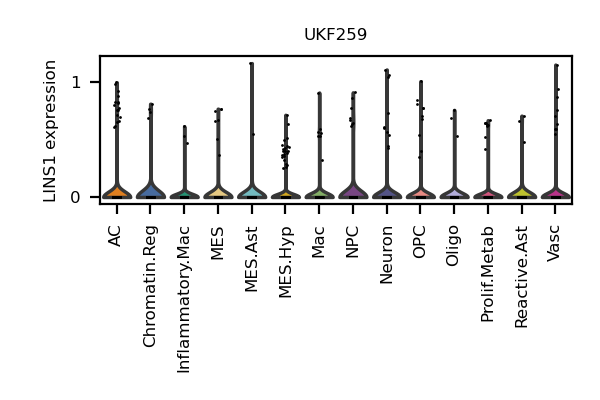 UKF259
LINS1 expression
1
0
AC
Chromatin.Reg
Inflammatory.Mac
MES
MES.Ast
MES.Hyp
Mac
NPC
Neuron
OPC
Oligo
Prolif.Metab
Reactive.Ast
Vasc